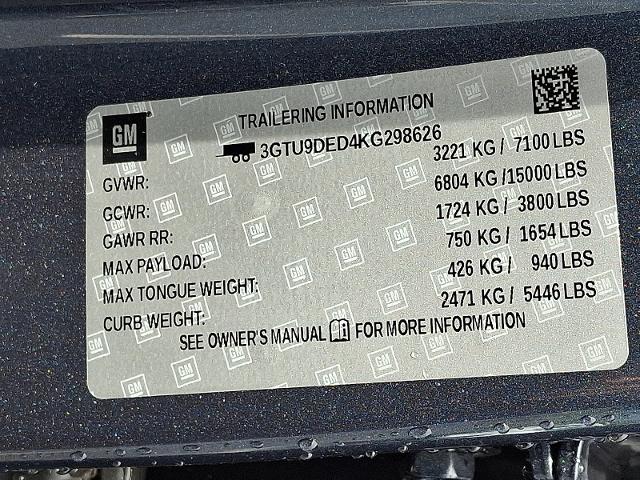 GM
TRAILERING INFORMATION
3GTU9DED4KG298626
GVWR: 3221 KG / 7100 LBS
GCWR: 6804 KG /15000 LBS
GAWR RR: 1724 KG / 3800 LBS
MAX PAYLOAD: 750 KG / 1654 LBS
MAX TONGUE WEIGHT: 426 KG / 940 LBS
CURB WEIGHT: 2471 KG / 5446 LBS
SEE OWNER'S MANUAL FOR MORE INFORMATION